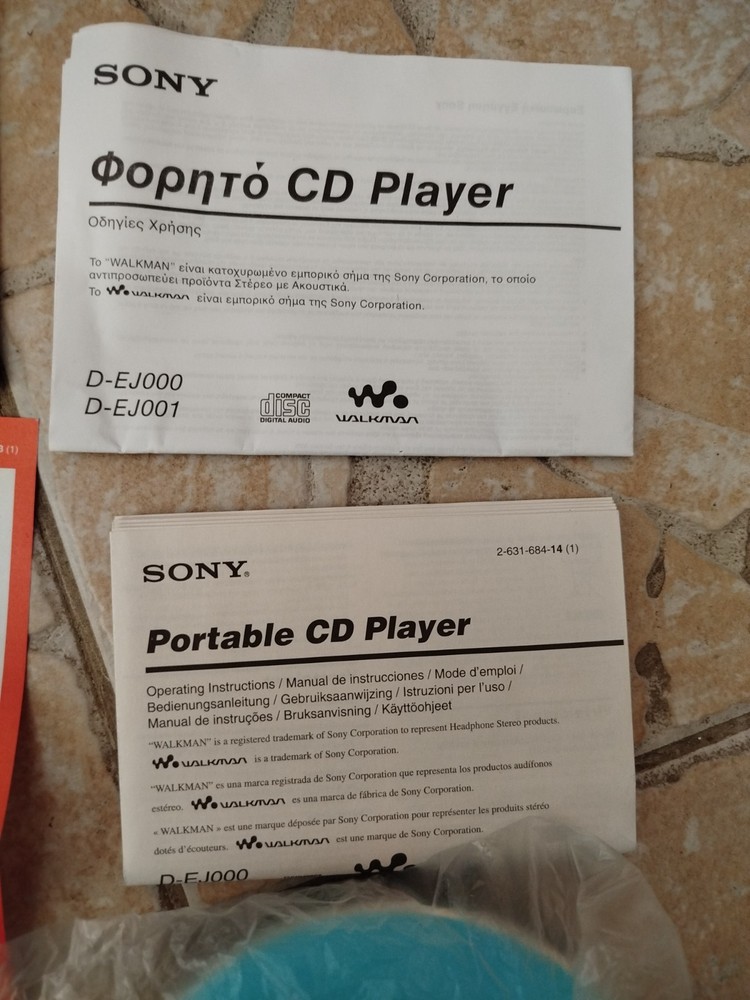 SONY
Φορητό CD Player
Οδηγίες Χρήσης
Το "WALKMAN" είναι κατοχυρωμένο εμπορικό σήμα της Sony Corporation, το οποίο
αντιπροσωπεύει προϊόντα Στέρεο με Ακουστικά.
Το WALKMAN είναι εμπορικό σήμα της Sony Corporation.
D-EJ000
D-EJ001
COMPACT
disc
DIGITAL AUDIO
WALKMAN
3 (1)
2-631-684-14 (1)
SONY®
Portable CD Player
Operating Instructions / Manual de instrucciones / Mode d'emploi /
Bedienungsanleitung / Gebruiksaanwijzing / Istruzioni per l'uso /
Manual de instruções / Bruksanvisning / Käyttöohjeet
"WALKMAN" is a registered trademark of Sony Corporation to represent Headphone Stereo products.
WALKMAN is a trademark of Sony Corporation.
"WALKMAN" es una marca registrada de Sony Corporation que representa los productos audífonos
estéreo. WALKMAN es una marca de fábrica de Sony Corporation.
« WALKMAN » est une marque déposée par Sony Corporation pour représenter les produits stéréo
dotés d'écouteurs. WALKMAN est une marque de Sony Corporation.
D-EJ000